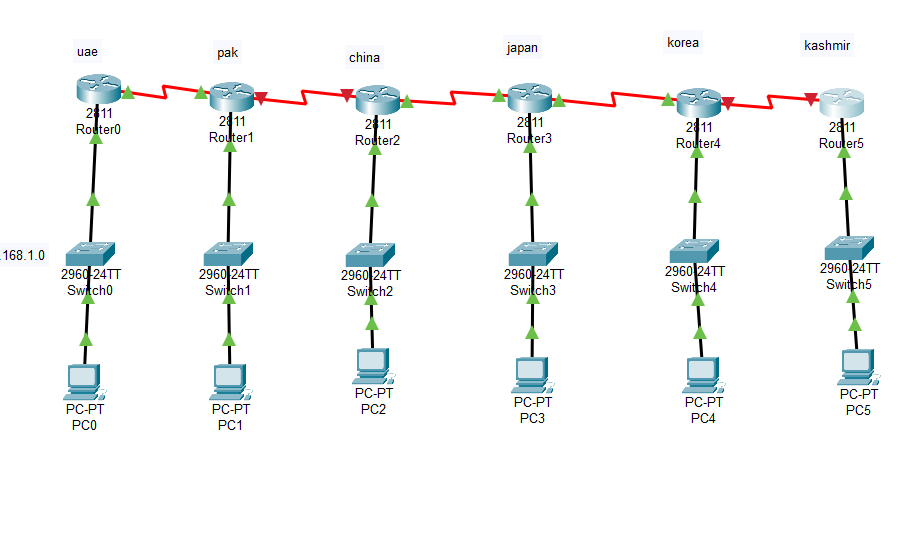 uae
pak
china
japan
korea
kashmir
2811
Router0
2811
Router1
2811
Router2
2811
Router3
2811
Router4
2811
Router5
.168.1.0
2960-24TT
Switch0
2960-24TT
Switch1
2960-24TT
Switch2
2960-24TT
Switch3
2960-24TT
Switch4
2960-24TT
Switch5
PC-PT
PC0
PC-PT
PC1
PC-PT
PC2
PC-PT
PC3
PC-PT
PC4
PC-PT
PC5